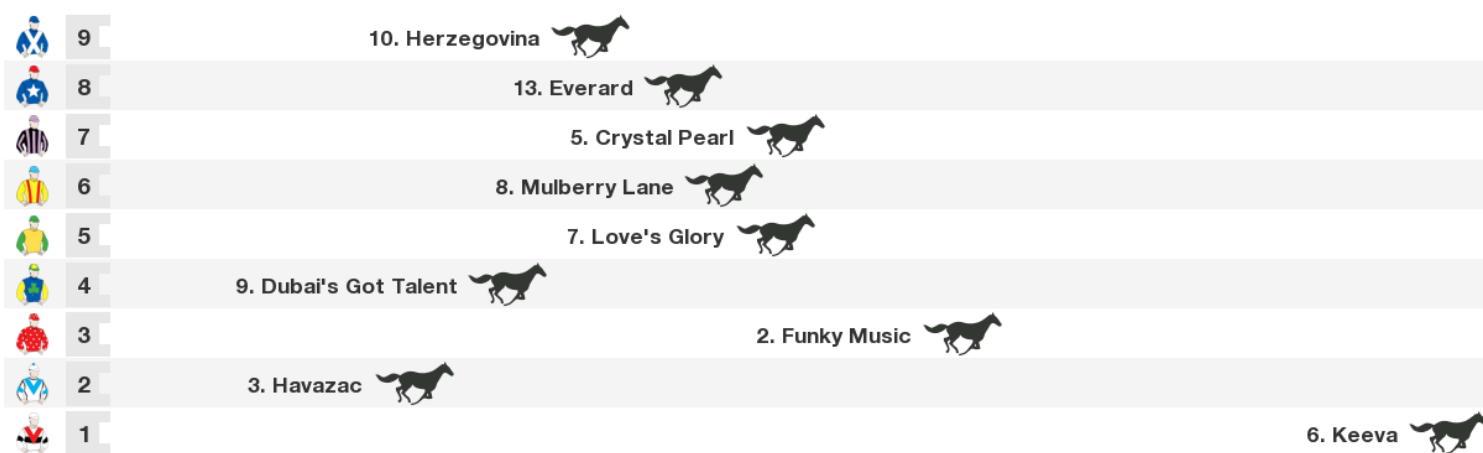 9 10. Herzegovina
8 13. Everard
7 5. Crystal Pearl
6 8. Mulberry Lane
5 7. Love's Glory
4 9. Dubai's Got Talent
3 2. Funky Music
2 3. Havazac
1 6. Keeva